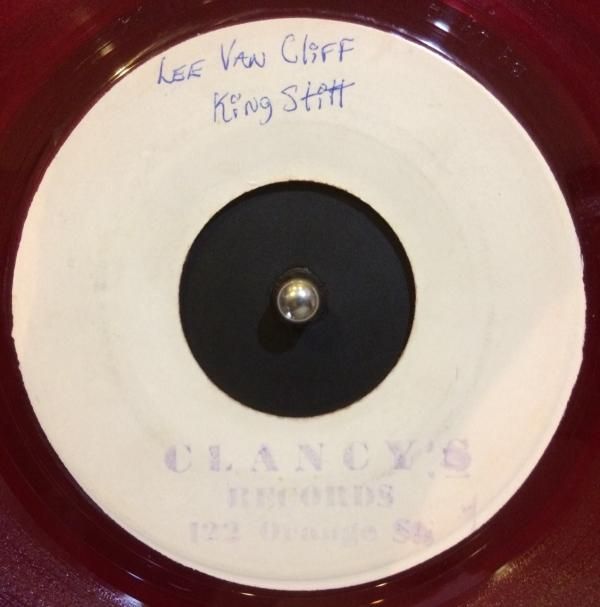 Lee Van Cliff
King Stitt
CLANCY'S
RECORDS
122 Orange St.